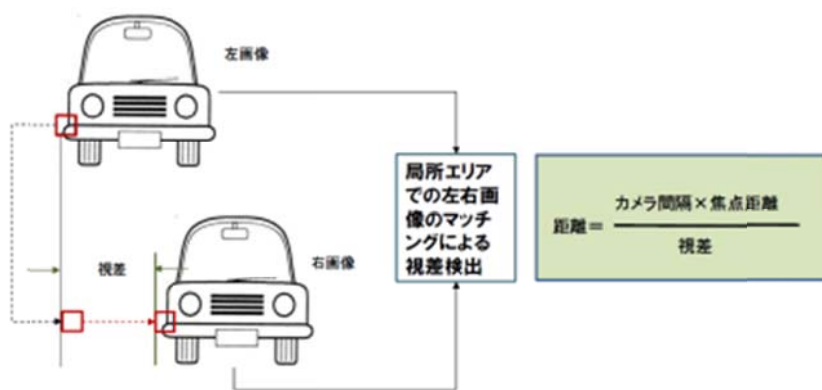 左画像
局所エリア
での左右画
像のマッチ
ングによる
視差検出
距離＝
カメラ間隔×焦点距離
視差
視差
右画像